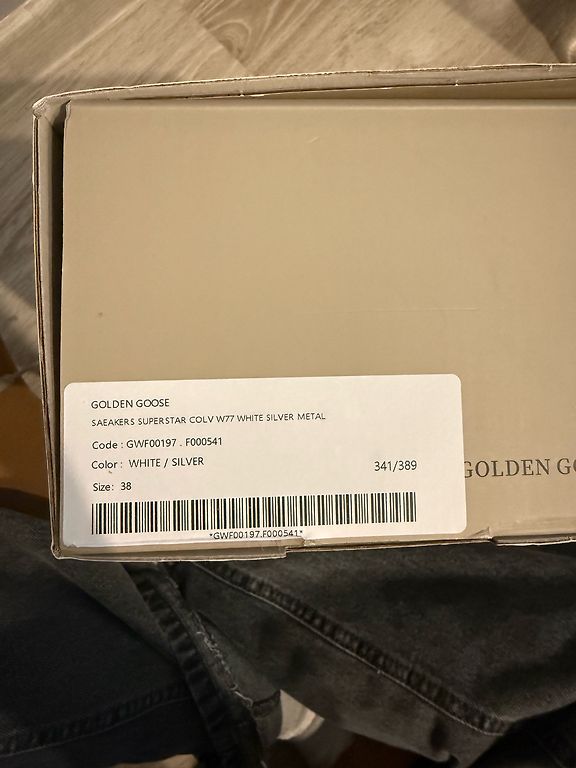 GOLDEN GOOSE
SAEAKERS SUPERSTAR COLV W77 WHITE SILVER METAL
Code : GWF00197 . F000541
Color : WHITE / SILVER
341/389
GOLDEN GO
Size: 38
*GWF00197.F000541*